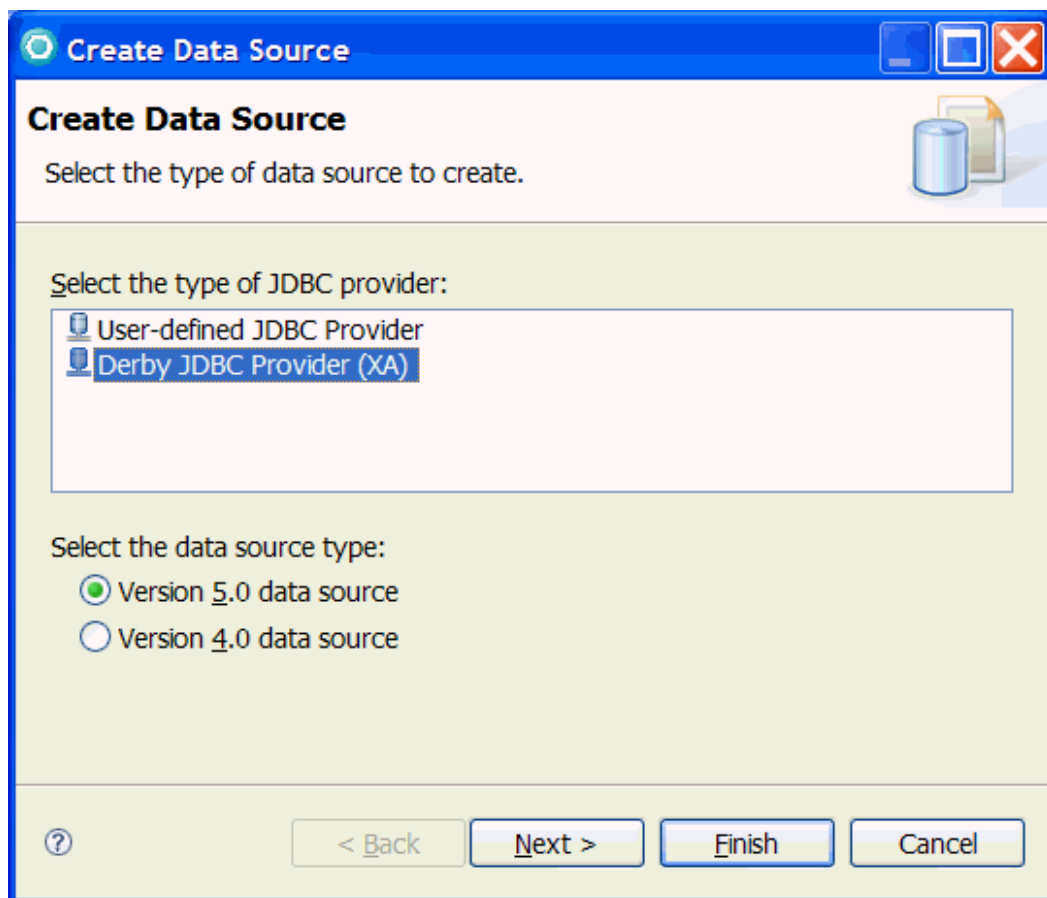 Create Data Source
Create Data Source
Select the type of data source to create.
Select the type of JDBC provider:
User-defined JDBC Provider
Derby JDBC Provider (XA)
Select the data source type:
Version 5.0 data source
Version 4.0 data source
?
< Back
Next >
Finish
Cancel